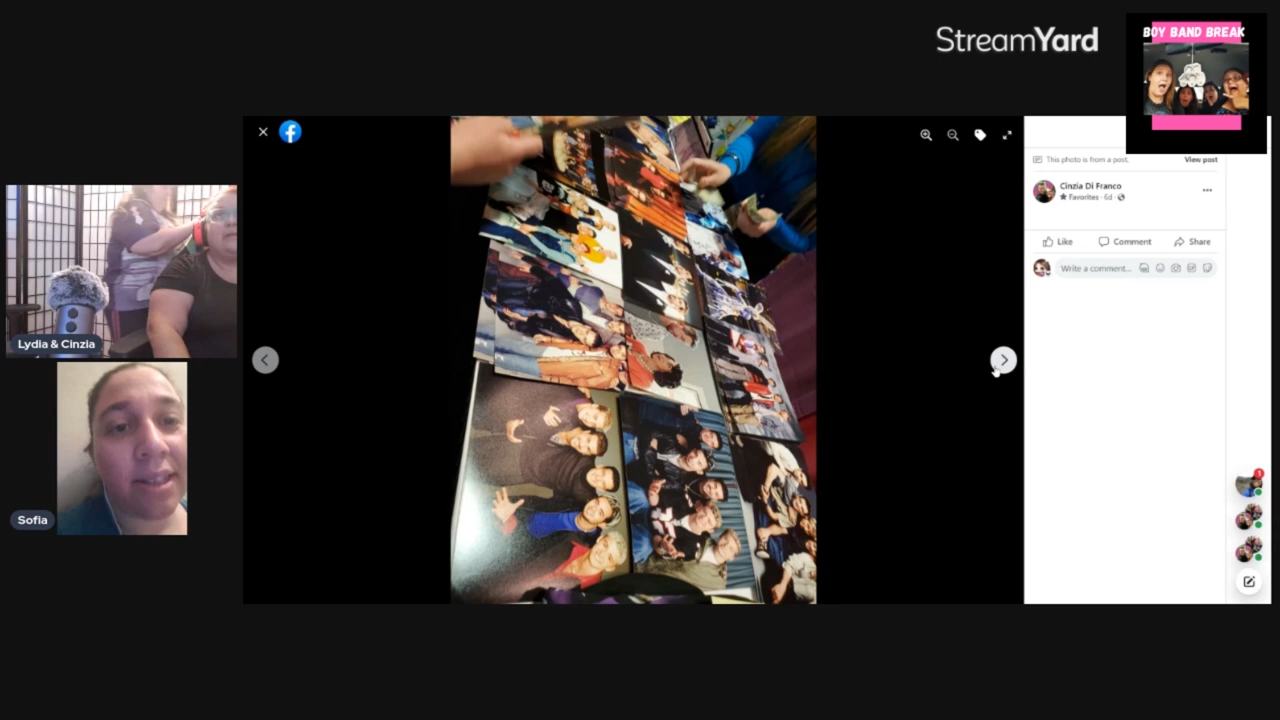 StreamYard
BOY BAND BREAK
This photo is from a post.
View post
Cinzia Di Franco
Favorites · 6d ·
Like
Comment
Share
Write a comment...
1
Lydia & Cinzia
Sofia